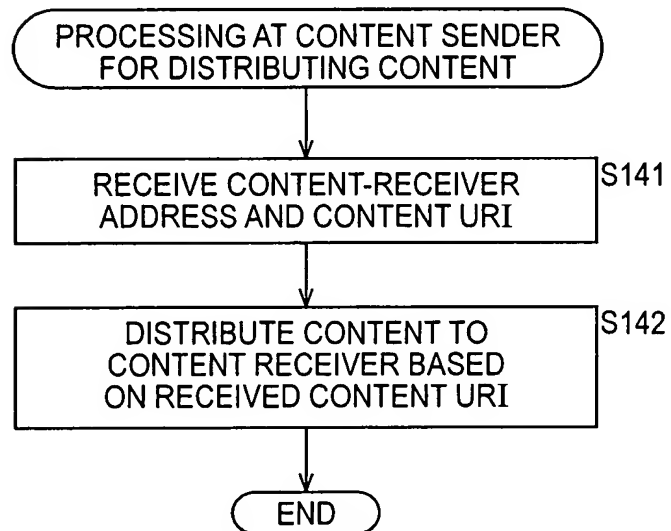 PROCESSING AT CONTENT SENDER
FOR DISTRIBUTING CONTENT
RECEIVE CONTENT-RECEIVER
ADDRESS AND CONTENT URI
S141
DISTRIBUTE CONTENT TO
CONTENT RECEIVER BASED
ON RECEIVED CONTENT URI
S142
END